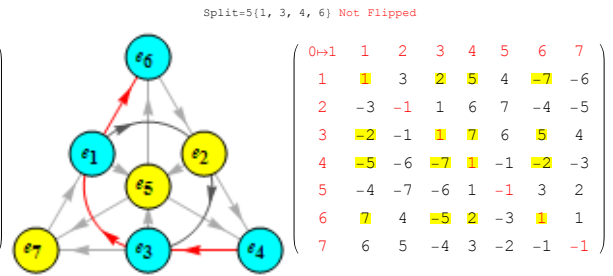 Split=5{1, 3, 4, 6} Not Flipped
e6
e1
e2
e5
e7
e3
e4
0↦1 1 2 3 4 5 6 7
1 1 3 2 5 4 -7 -6
2 -3 -1 1 6 7 -4 -5
3 -2 -1 1 7 6 5 4
4 -5 -6 -7 1 -1 -2 -3
5 -4 -7 -6 1 -1 3 2
6 7 4 -5 2 -3 1 1
7 6 5 -4 3 -2 -1 -1